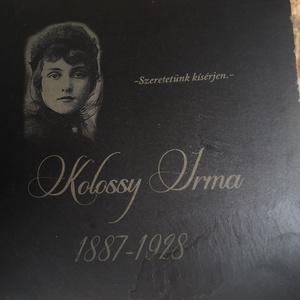 -Szeretetünk kísérjen.-
Kolossy Irma
1887-1928